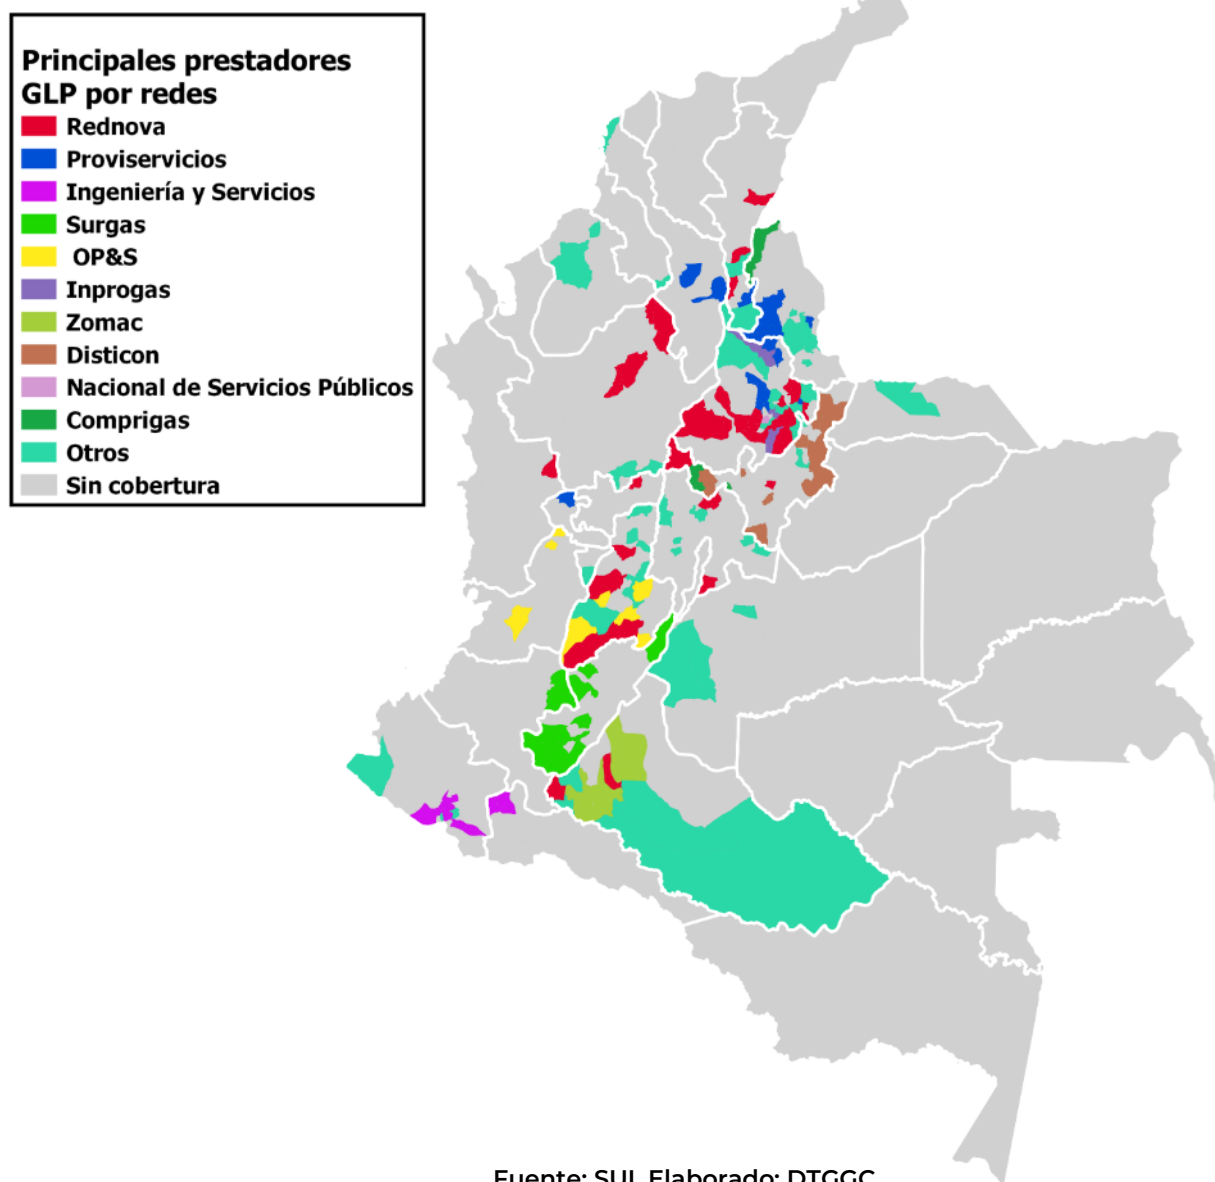 Principales prestadores
GLP por redes
Rednova
Proviservicios
Ingeniería y Servicios
Surgas
OP&S
Inprogas
Zomac
Disticon
Nacional de Servicios Públicos
Comprigas
Otros
Sin cobertura
Fuente: SUI. Elaborado: DTGGC